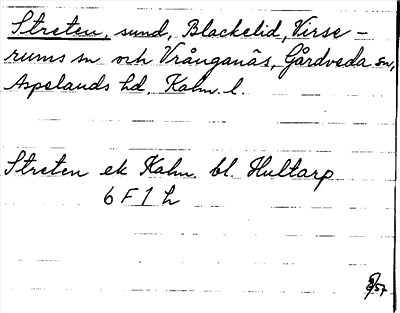 Streten, sund, Blackelid, Virse-
rums sn och Vrånganäs, Gårdveda sn,
Aspelands hd, Kalm. l.
Streten ek Kalm. bl. Hultarp
6 F 1 h